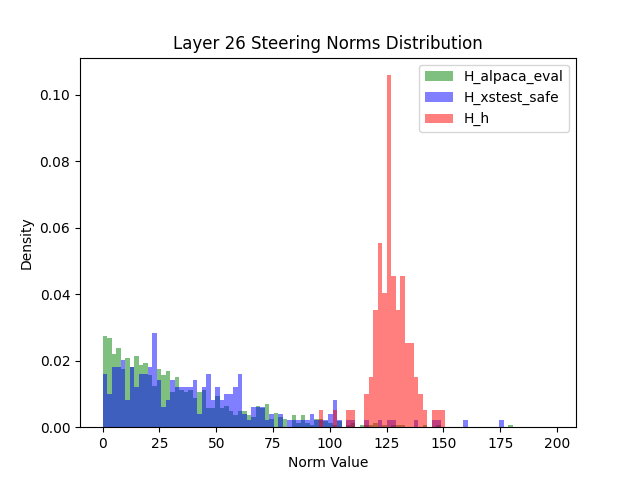 Layer 26 Steering Norms Distribution
H_alpaca_eval
H_xstest_safe
H_h
0.10
0.08
0.06
0.04
0.02
0.00
Density
0 25 50 75 100 125 150 175 200
Norm Value